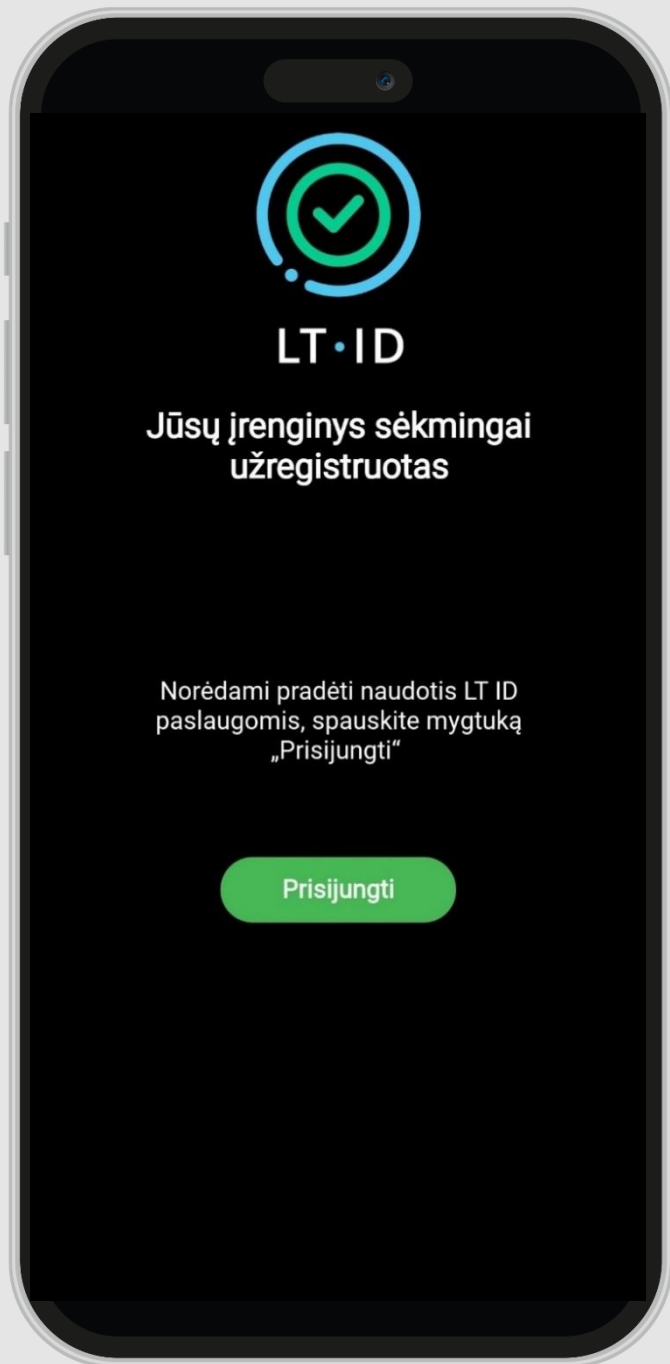 LT·ID
Jūsų įrenginys sėkmingai
užregistruotas
Norėdami pradėti naudotis LT ID
paslaugomis, spauskite mygtuką
„Prisijungti“
Prisijungti